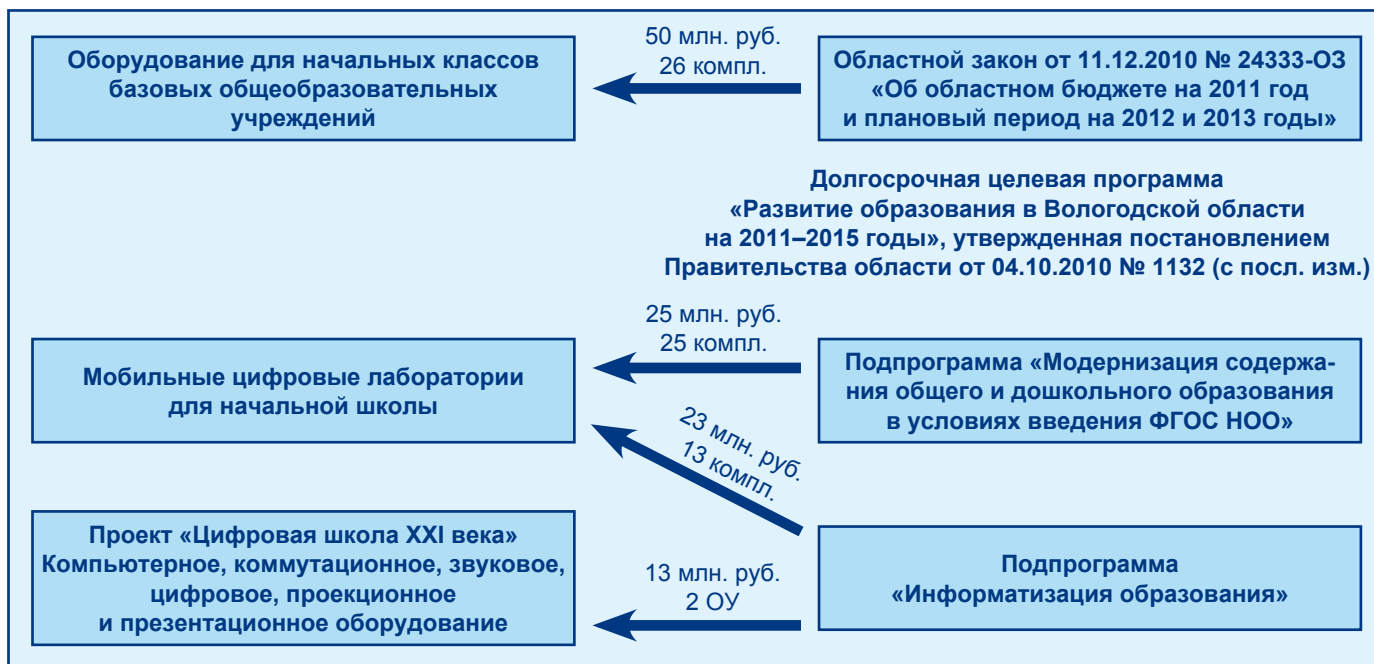 50 млн. руб.
26 компл.
Оборудование для начальных классов
базовых общеобразовательных
учреждений
Областной закон от 11.12.2010 № 24333-ОЗ
«Об областном бюджете на 2011 год
и плановый период на 2012 и 2013 годы»
Долгосрочная целевая программа
«Развитие образования в Вологодской области
на 2011–2015 годы», утвержденная постановлением
Правительства области от 04.10.2010 № 1132 (с посл. изм.)
25 млн. руб.
25 компл.
Мобильные цифровые лаборатории
для начальной школы
Подпрограмма «Модернизация содержа-
ния общего и дошкольного образования
в условиях введения ФГОС НОО»
23 млн. руб.
13 компл.
Проект «Цифровая школа XXI века»
Компьютерное, коммутационное, звуковое,
цифровое, проекционное
и презентационное оборудование
13 млн. руб.
2 ОУ
Подпрограмма
«Информатизация образования»